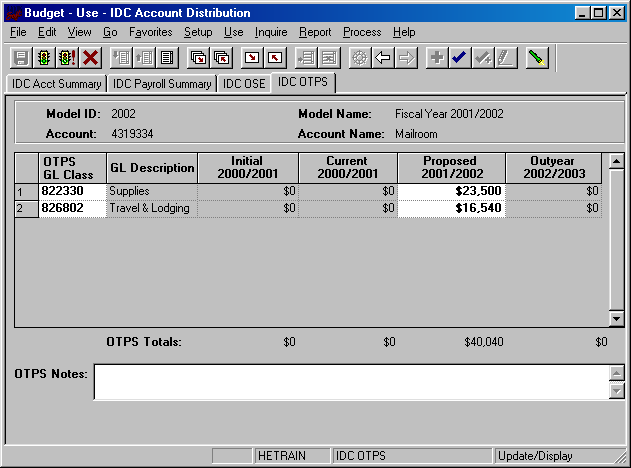 Budget - Use - IDC Account Distribution
File Edit View Go Favorites Setup Use Inquire Report Process Help
IDC Acct Summary IDC Payroll Summary IDC OSE IDC OTPS
Model ID: 2002 Model Name: Fiscal Year 2001/2002
Account: 4319334 Account Name: Mailroom
OTPS GL Description Initial Current Proposed Outyear
GL Class 2000/2001 2000/2001 2001/2002 2002/2003
1 822330 Supplies $0 $0 $23,500 $0
2 826802 Travel & Lodging $0 $0 $16,540 $0
OTPS Totals: $0 $0 $40,040 $0
OTPS Notes:
HETRAIN IDC OTPS Update/Display